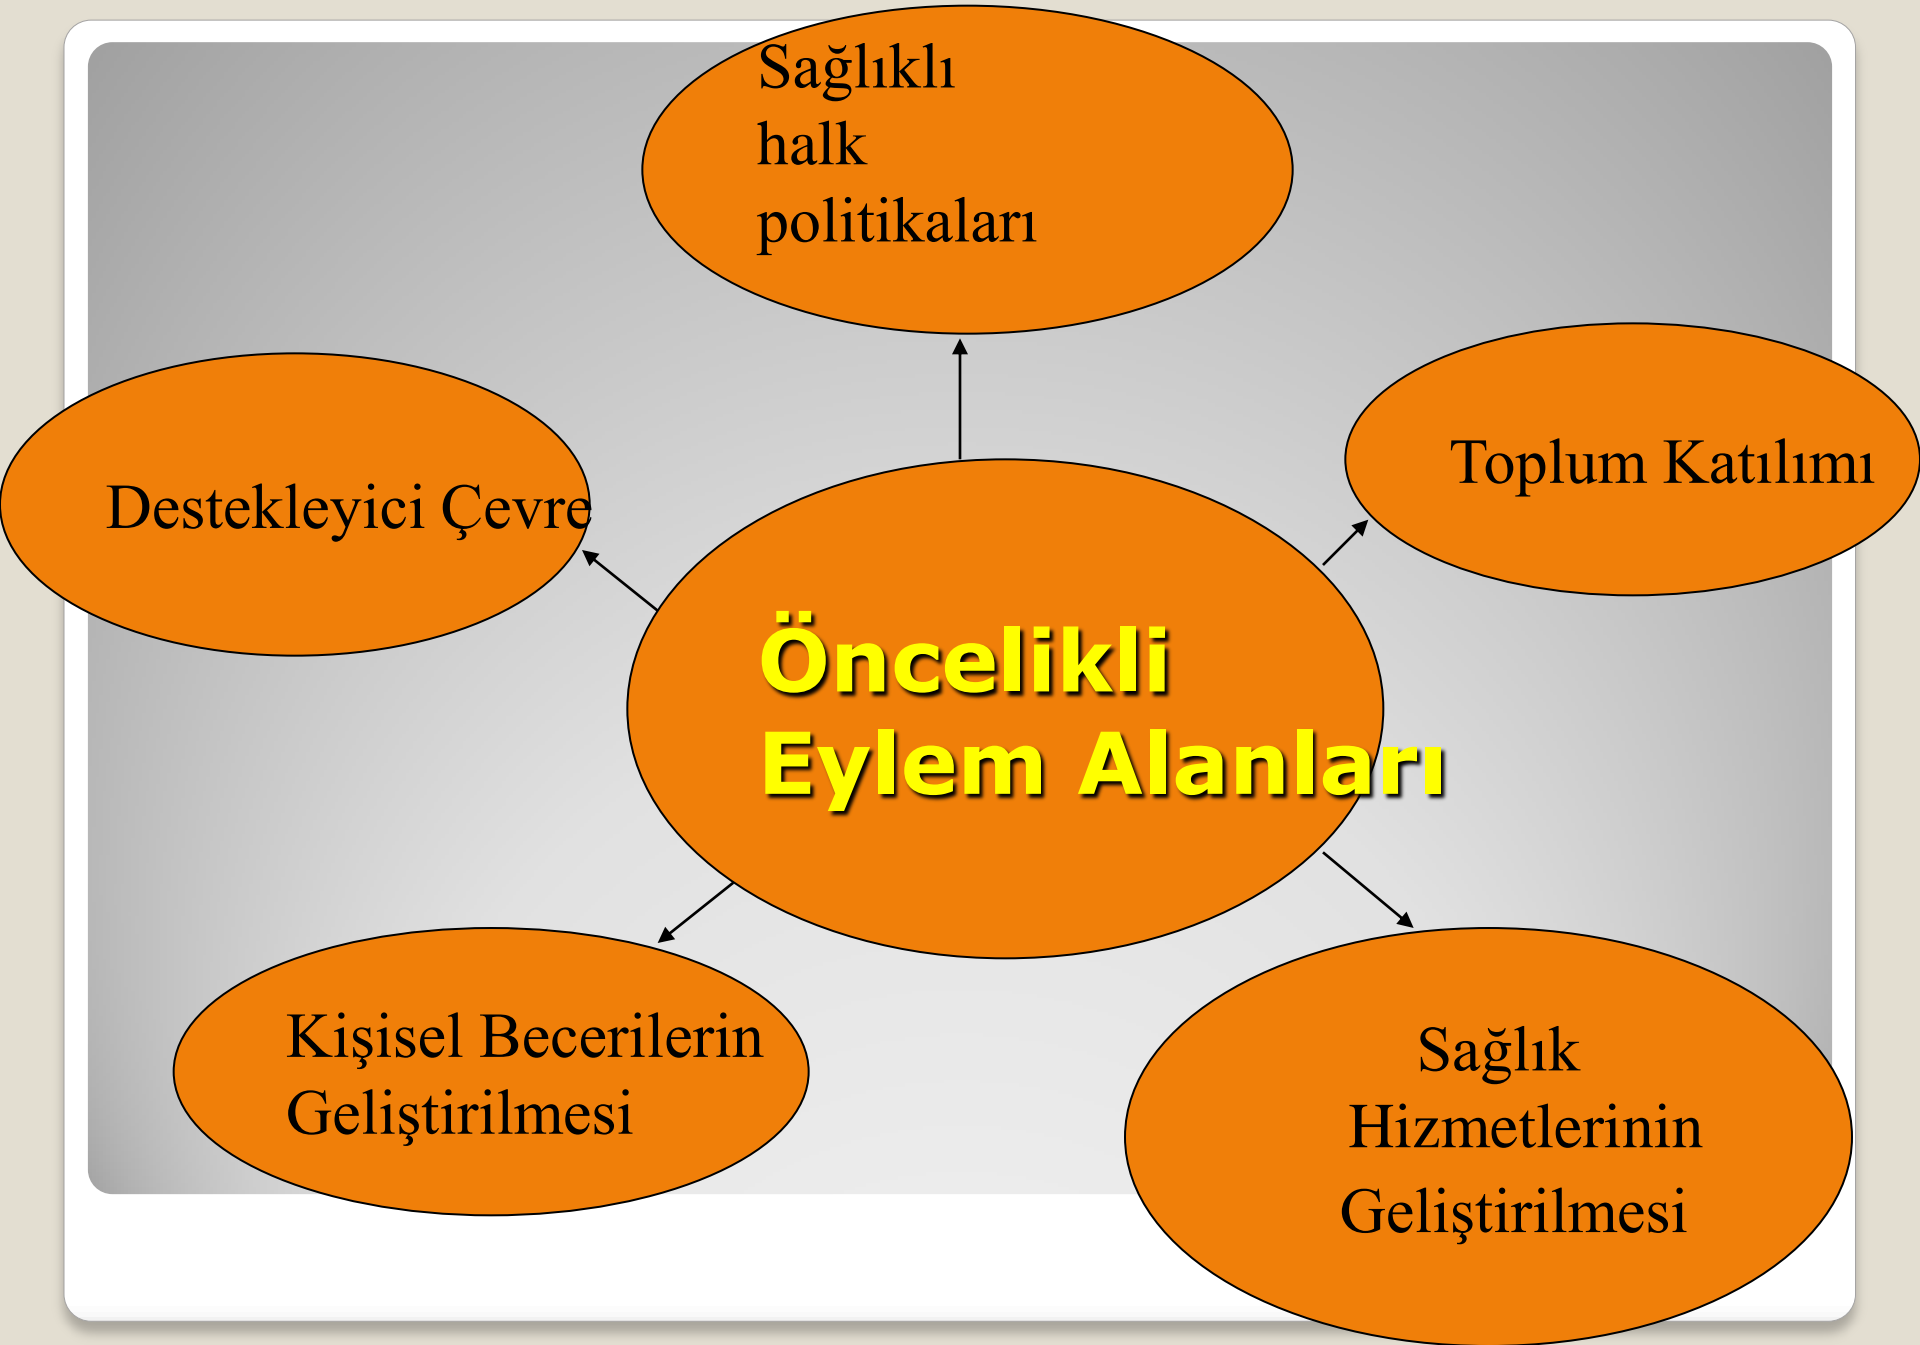 Sağlıklı
halk
politikaları
Toplum Katılımı
Destekleyici Çevre
Öncelikli
Eylem Alanları
Kişisel Becerilerin
Geliştirilmesi
Sağlık
Hizmetlerinin
Geliştirilmesi